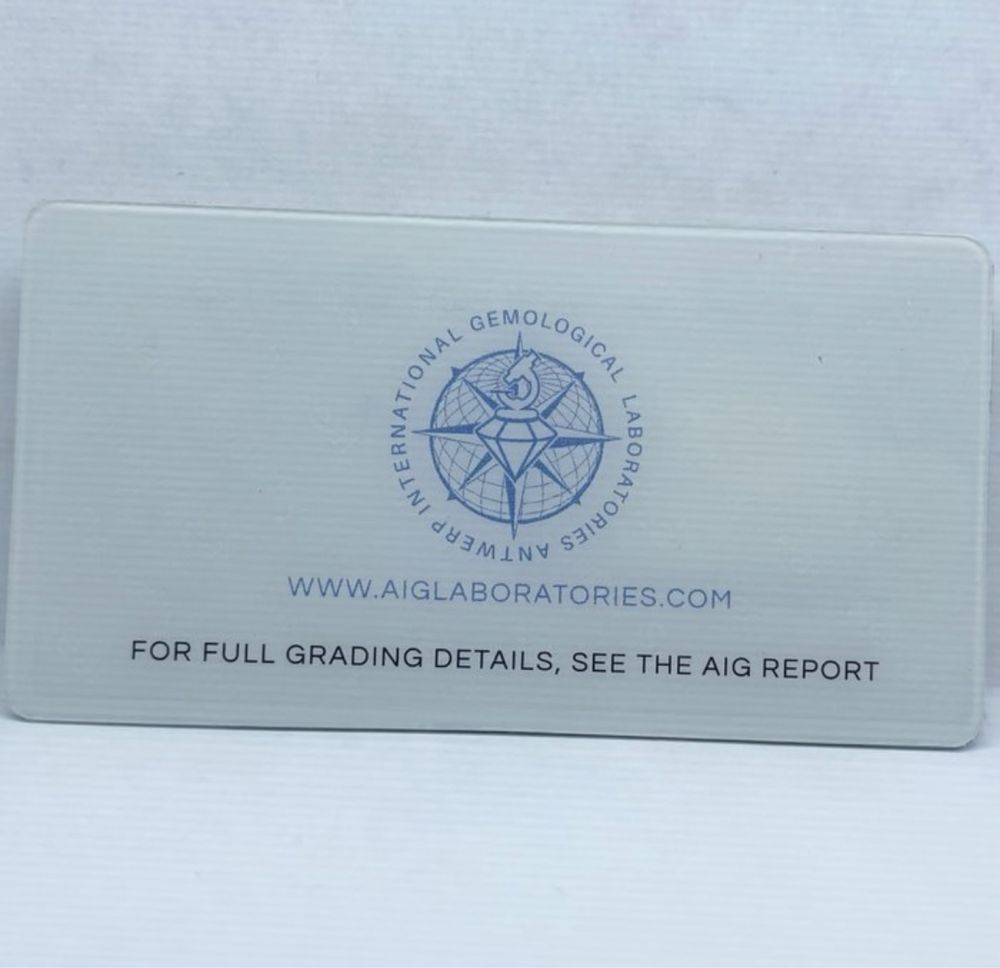 ANTWERP INTERNATIONAL GEMOLOGICAL LABORATORIES
WWW.AIGLABORATORIES.COM
FOR FULL GRADING DETAILS, SEE THE AIG REPORT